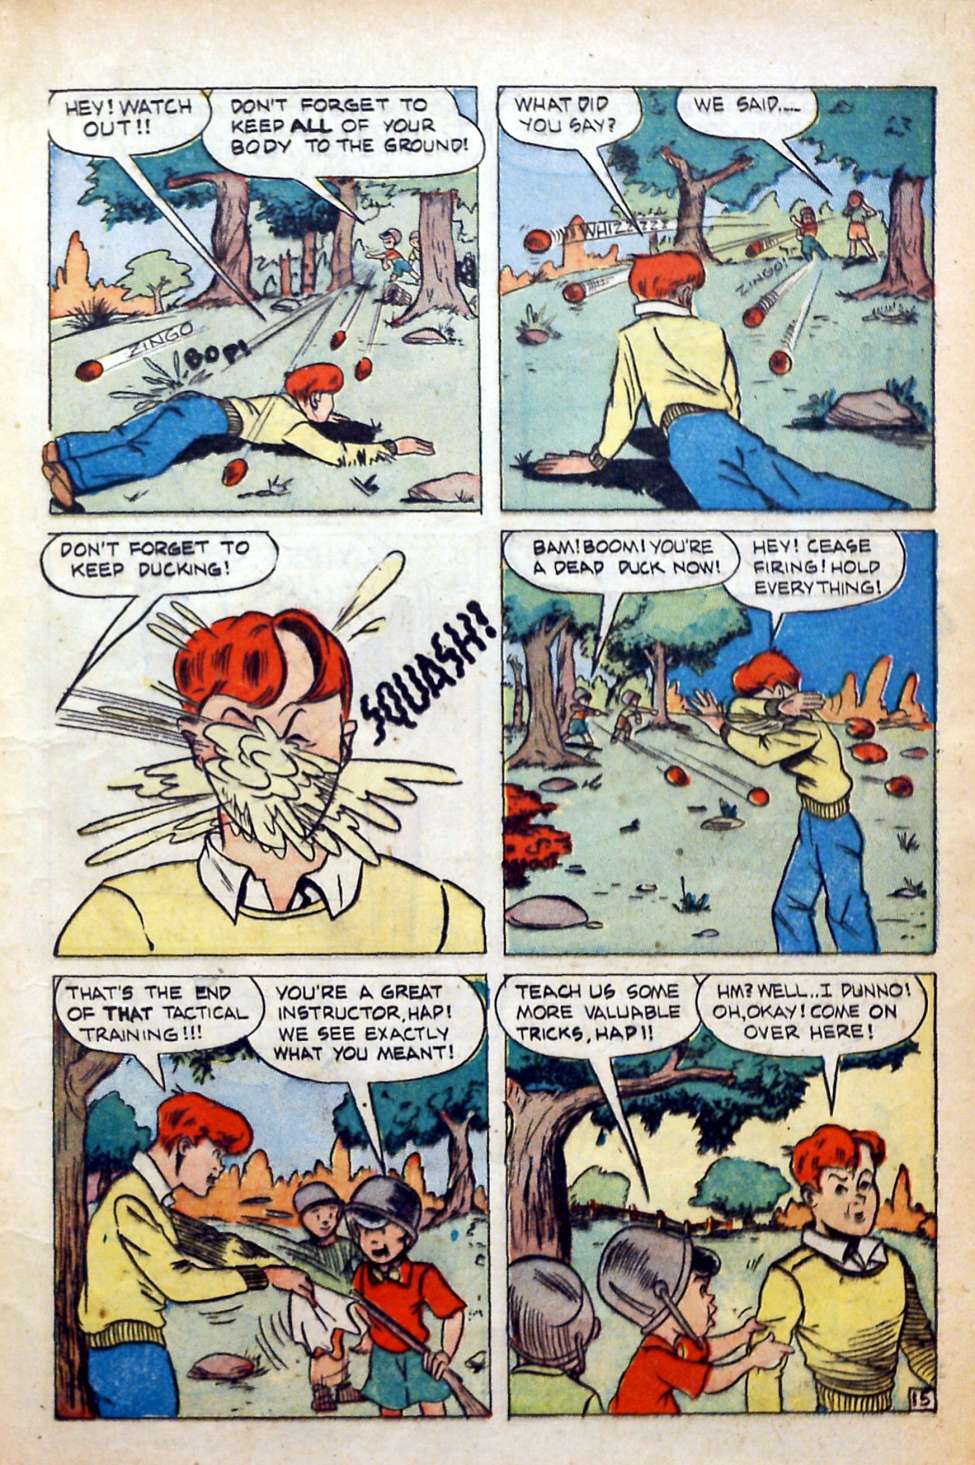 HEY! WATCH
OUT!!
DON'T FORGET TO
KEEP ALL OF YOUR
BODY TO THE GROUND!
ZINGO
BOP!
WHAT DID
YOU SAY?
WE SAID....
WHIZZZZZ
ZINGO!
DON'T FORGET TO
KEEP DUCKING!
SQUASH!
BAM! BOOM! YOU'RE
A DEAD DUCK NOW!
HEY! CEASE
FIRING! HOLD
EVERYTHING!
THAT'S THE END
OF THAT TACTICAL
TRAINING!!!
YOU'RE A GREAT
INSTRUCTOR, HAP!
WE SEE EXACTLY
WHAT YOU MEANT!
TEACH US SOME
MORE VALUABLE
TRICKS, HAP!!
HM? WELL..I DUNNO!
OH, OKAY! COME ON
OVER HERE!
15